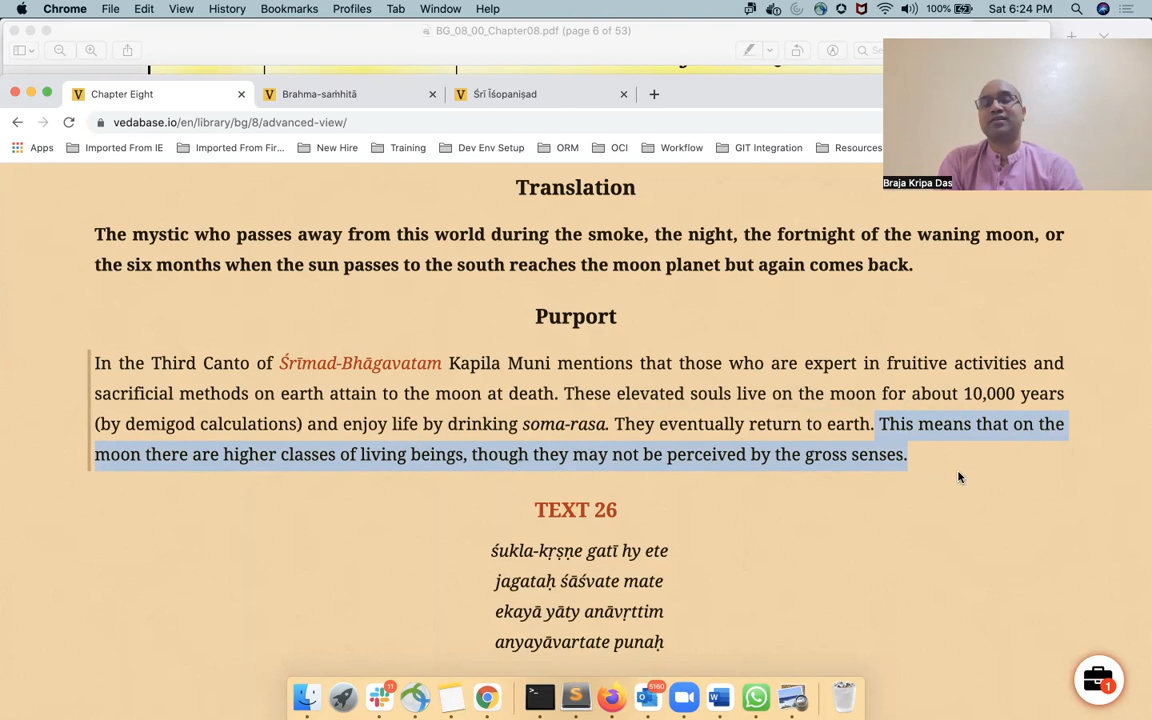 Chrome File Edit View History Bookmarks Profiles Tab Window Help 100% Sat 6:24 PM
BG_08_00_Chapter08.pdf (page 6 of 53)
Chapter Eight Brahma-saṁhitā Śrī Īśopaniṣad
vedabase.io/en/library/bg/8/advanced-view/
Apps Imported From IE Imported From Fir... New Hire Training Dev Env Setup ORM OCI Workflow GIT Integration Resources
Braja Kripa Das
Translation
The mystic who passes away from this world during the smoke, the night, the fortnight of the waning moon, or
the six months when the sun passes to the south reaches the moon planet but again comes back.
Purport
In the Third Canto of Śrīmad-Bhāgavatam Kapila Muni mentions that those who are expert in fruitive activities and
sacrificial methods on earth attain to the moon at death. These elevated souls live on the moon for about 10,000 years
(by demigod calculations) and enjoy life by drinking soma-rasa. They eventually return to earth. This means that on the
moon there are higher classes of living beings, though they may not be perceived by the gross senses.
TEXT 26
śukla-kṛṣṇe gatī hy ete
jagataḥ śāśvate mate
ekayā yāty anāvṛttim
anyayāvartate punaḥ
11
5160
1